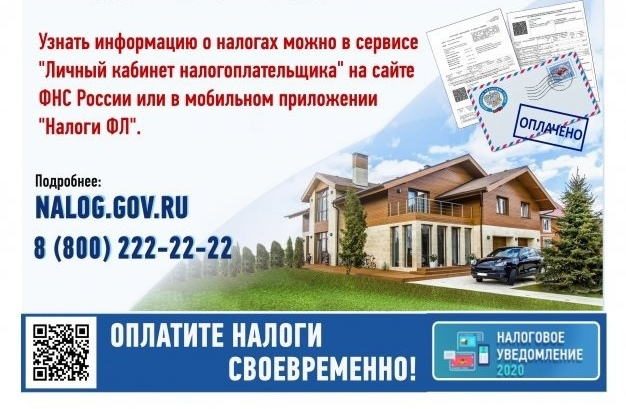 Узнать информацию о налогах можно в сервисе
"Личный кабинет налогоплательщика" на сайте
ФНС России или в мобильном приложении
"Налоги ФЛ".
ОПЛАЧЕНО
Подробнее:
NALOG.GOV.RU
8 (800) 222-22-22
ОПЛАТИТЕ НАЛОГИ
СВОЕВРЕМЕННО!
НАЛОГОВОЕ
УВЕДОМЛЕНИЕ
2020